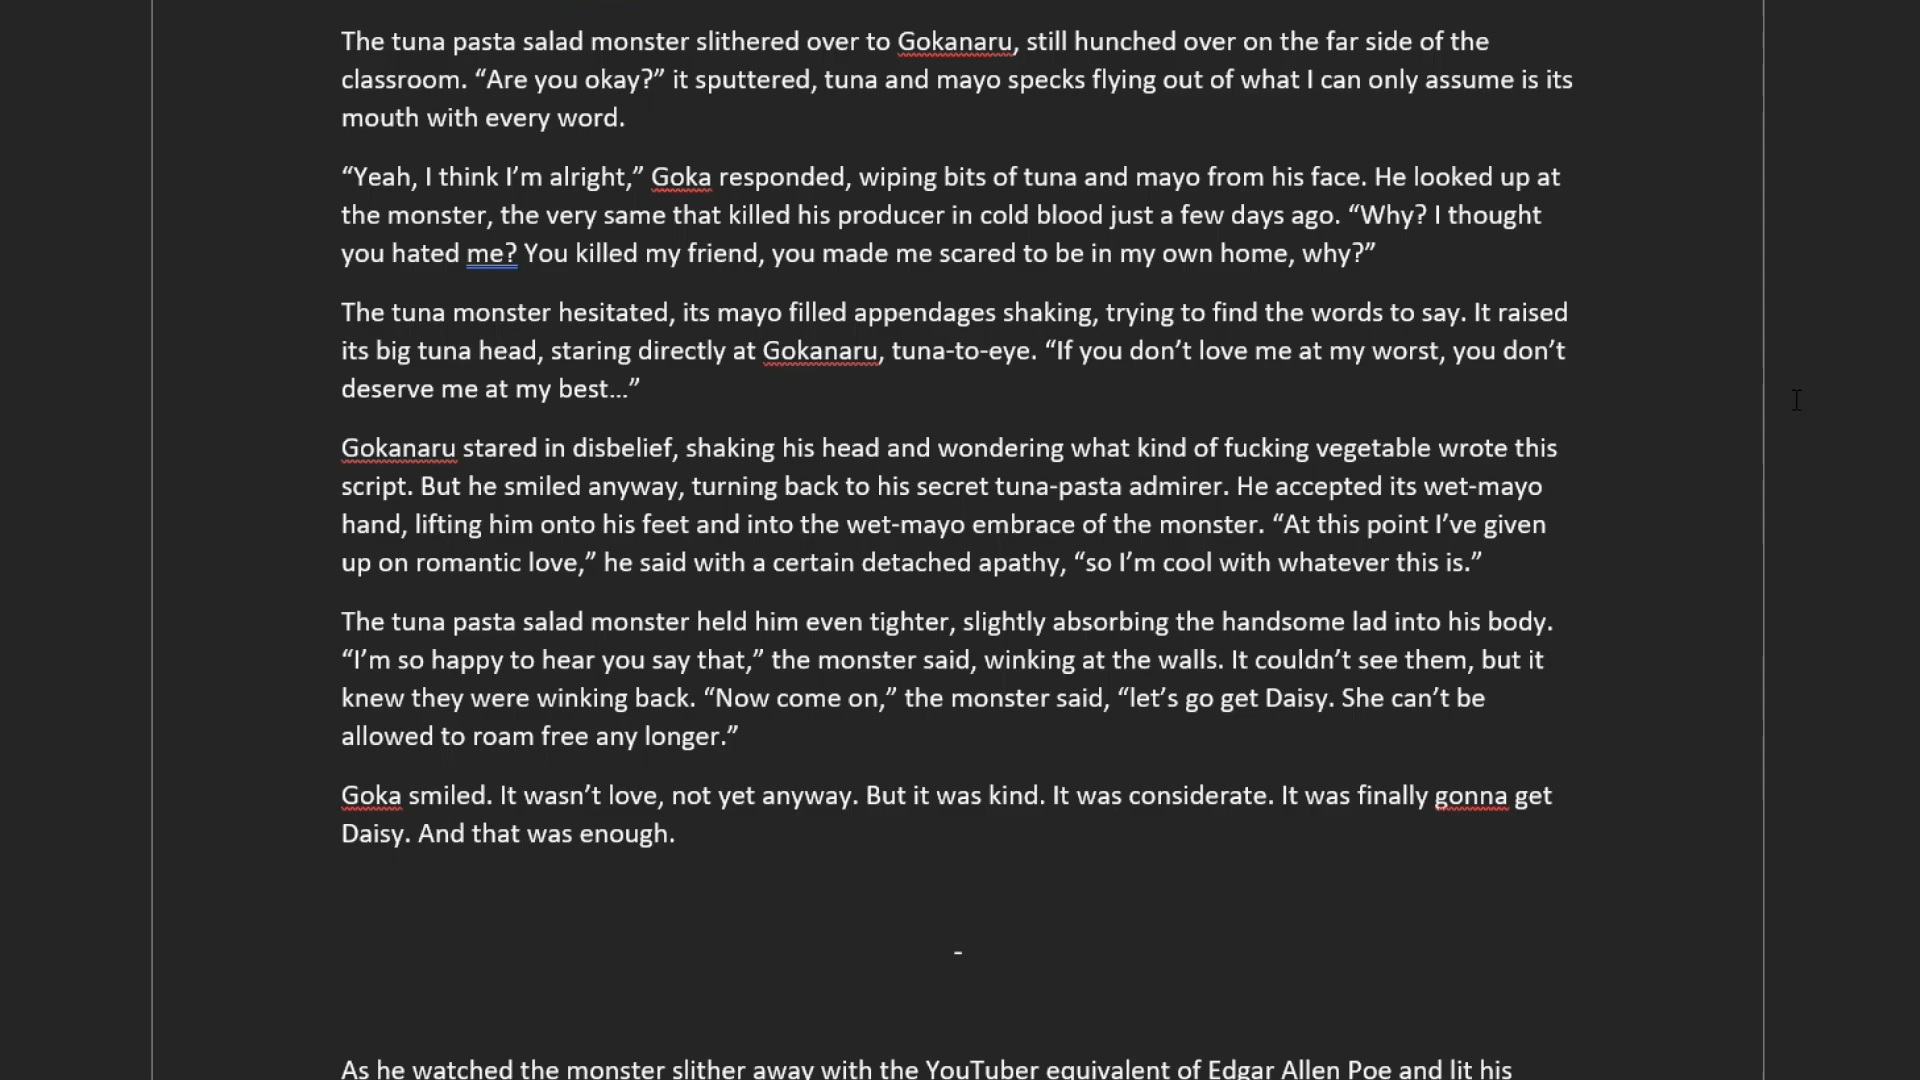 The tuna pasta salad monster slithered over to Gokanaru, still hunched over on the far side of the
classroom. “Are you okay?” it sputtered, tuna and mayo specks flying out of what I can only assume is its
mouth with every word.
“Yeah, I think I’m alright,” Goka responded, wiping bits of tuna and mayo from his face. He looked up at
the monster, the very same that killed his producer in cold blood just a few days ago. “Why? I thought
you hated me? You killed my friend, you made me scared to be in my own home, why?”
The tuna monster hesitated, its mayo filled appendages shaking, trying to find the words to say. It raised
its big tuna head, staring directly at Gokanaru, tuna-to-eye. “If you don’t love me at my worst, you don’t
deserve me at my best…”
Gokanaru stared in disbelief, shaking his head and wondering what kind of fucking vegetable wrote this
script. But he smiled anyway, turning back to his secret tuna-pasta admirer. He accepted its wet-mayo
hand, lifting him onto his feet and into the wet-mayo embrace of the monster. “At this point I’ve given
up on romantic love,” he said with a certain detached apathy, “so I’m cool with whatever this is.”
The tuna pasta salad monster held him even tighter, slightly absorbing the handsome lad into his body.
“I’m so happy to hear you say that,” the monster said, winking at the walls. It couldn’t see them, but it
knew they were winking back. “Now come on,” the monster said, “let’s go get Daisy. She can’t be
allowed to roam free any longer.”
Goka smiled. It wasn’t love, not yet anyway. But it was kind. It was considerate. It was finally gonna get
Daisy. And that was enough.
-
As he watched the monster slither away with the YouTuber equivalent of Edgar Allen Poe and lit his